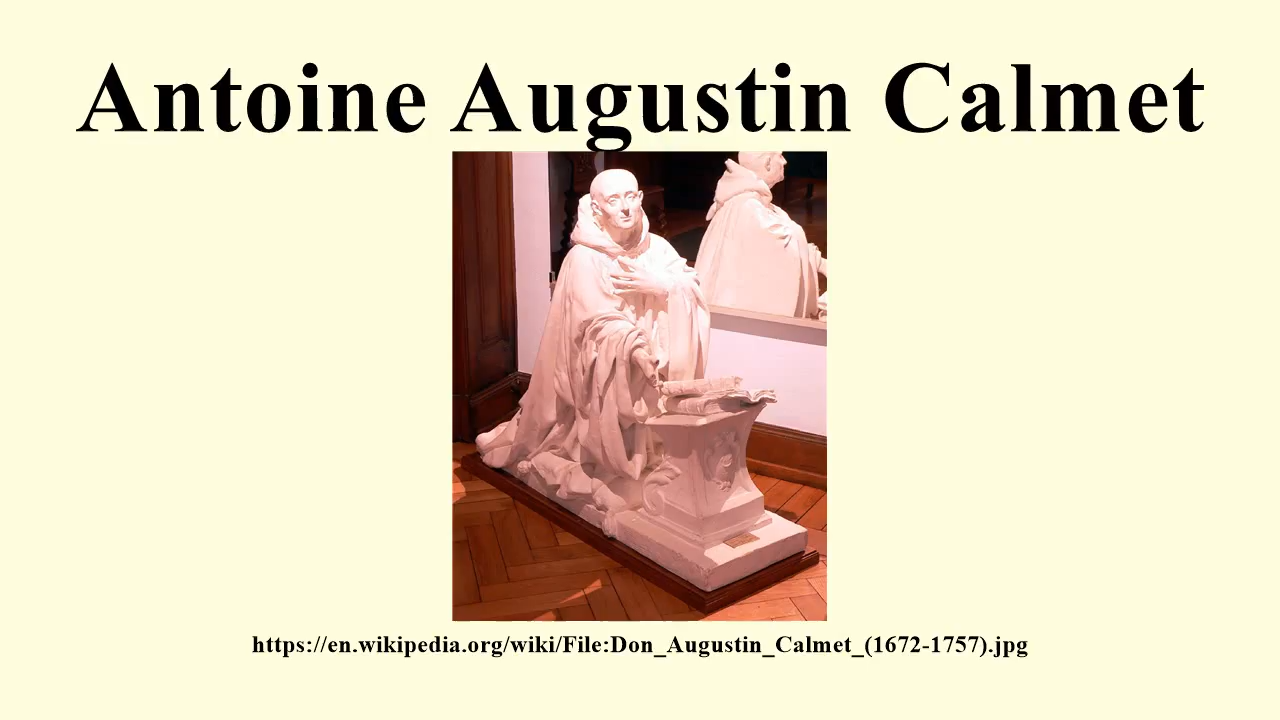 Antoine Augustin Calmet
https://en.wikipedia.org/wiki/File:Don_Augustin_Calmet_(1672-1757).jpg